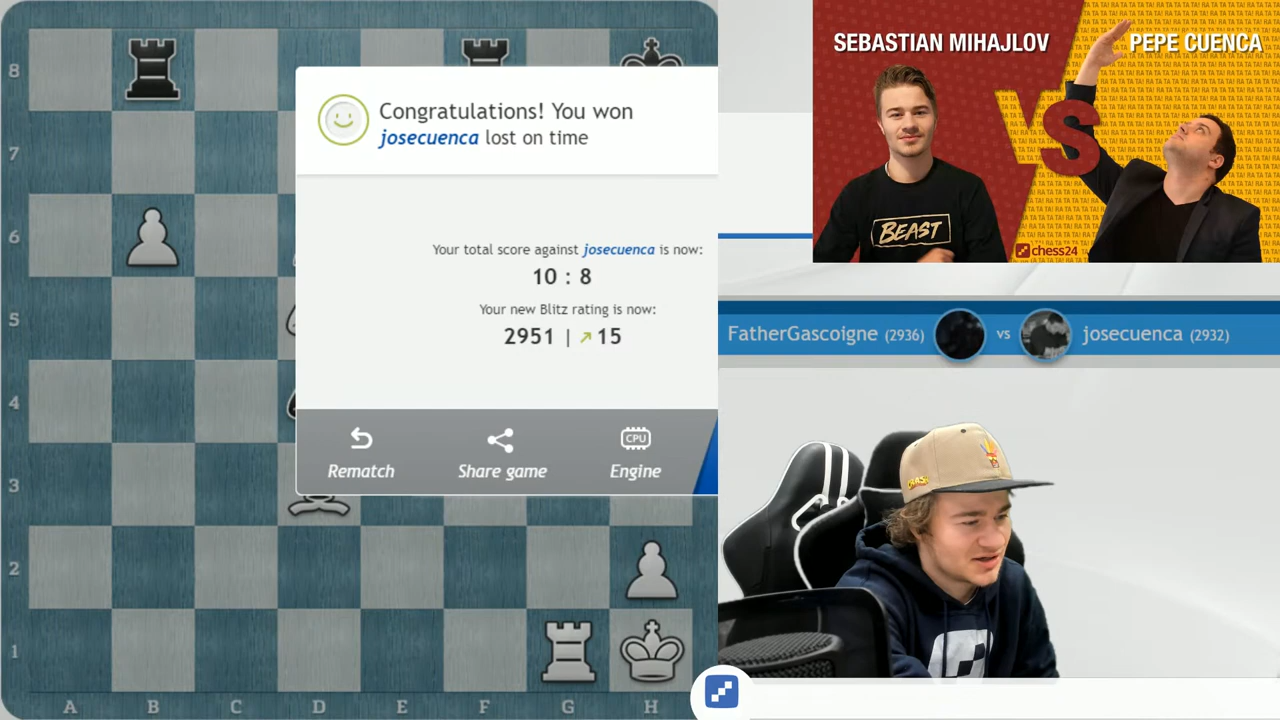 8
7
6
5
4
3
2
1
A B C D E F G H
Congratulations! You won
josecuenca lost on time
Your total score against josecuenca is now:
10 : 8
Your new Blitz rating is now:
2951 | 15
Rematch
Share game
CPU
Engine
SEBASTIAN MIHAJLOV
PEPE CUENCA
VS
BEAST
chess24
FatherGascoigne (2936) vs josecuenca (2932)